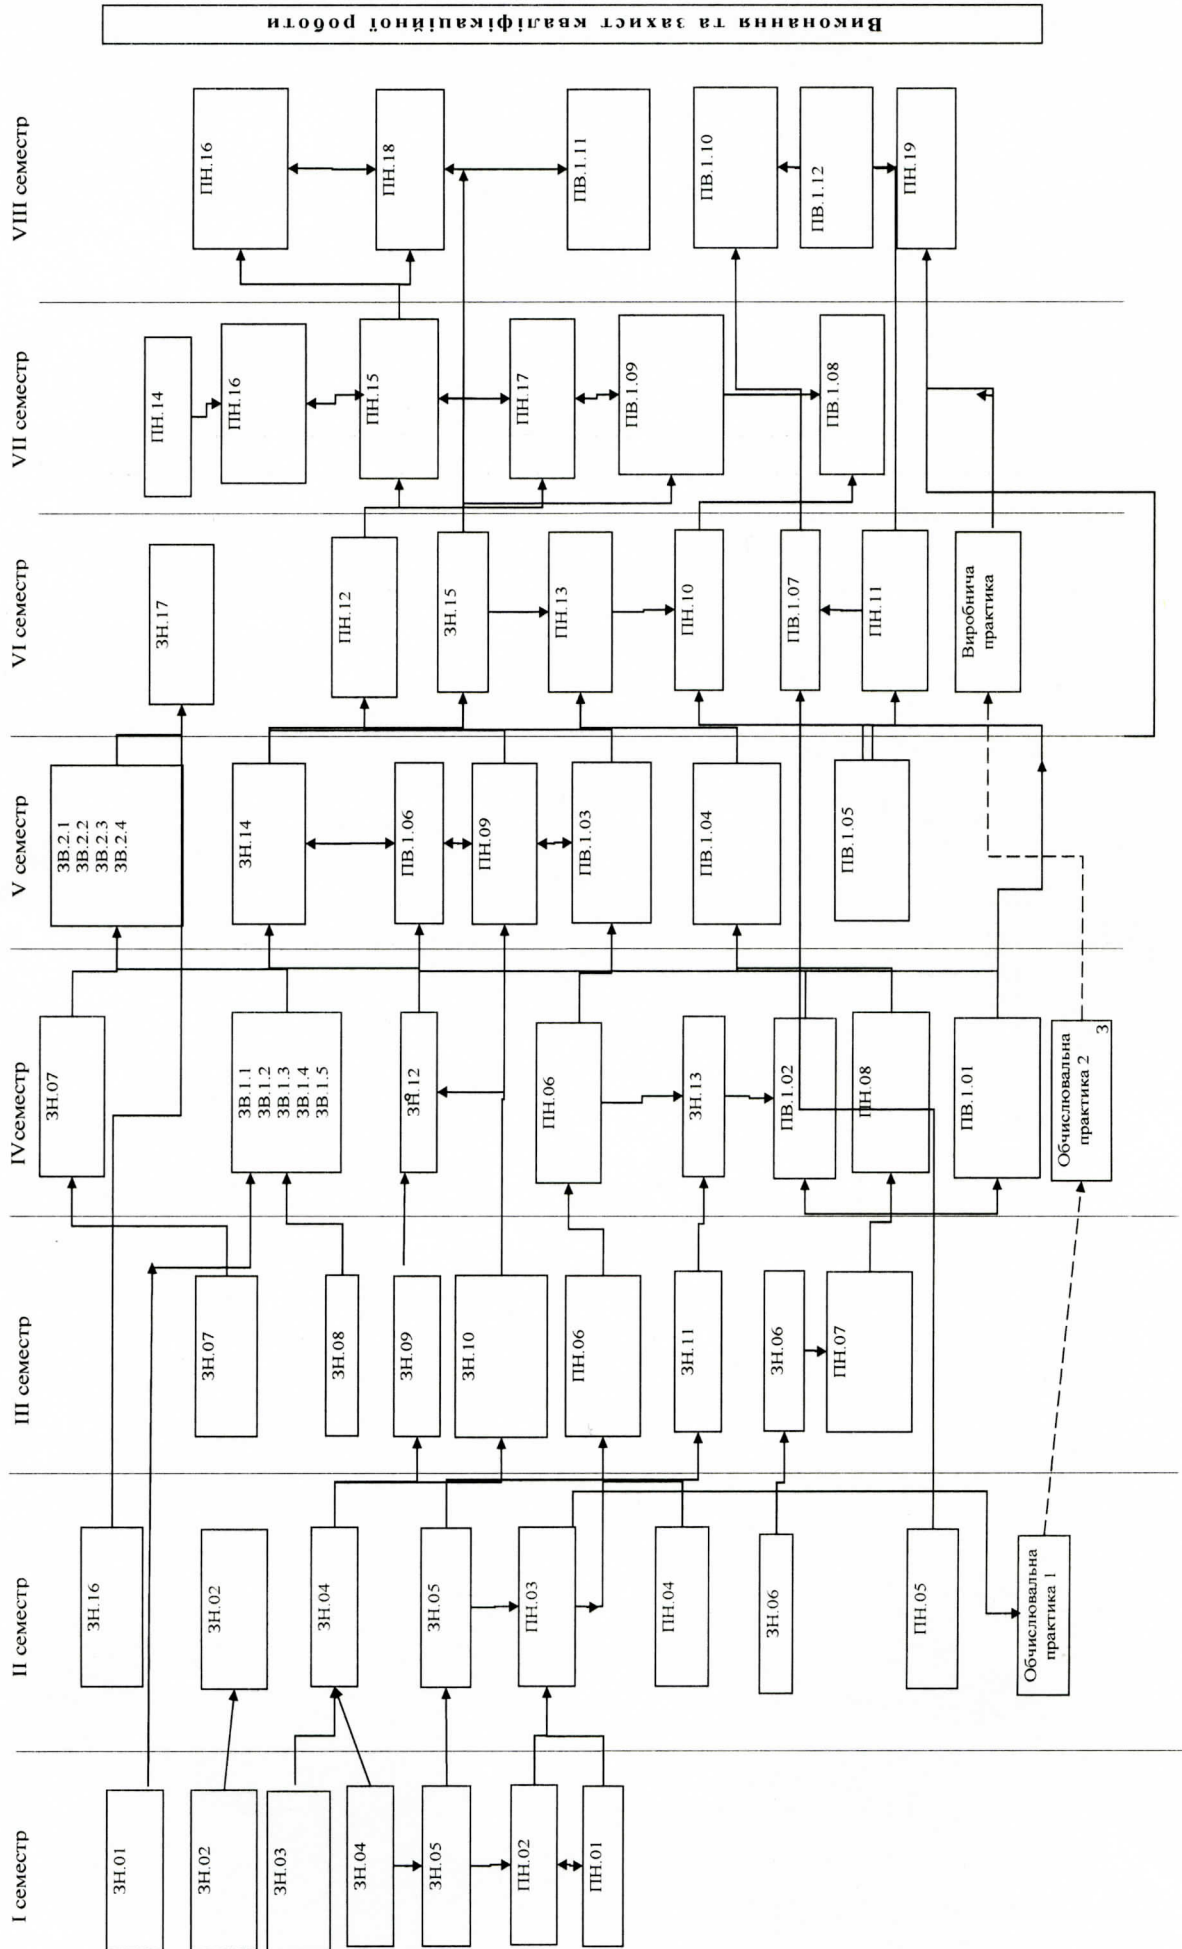 I семестр
ЗН.01
ЗН.02
ЗН.03
ЗН.04
ЗН.05
ПН.02
ПН.01
II семестр
ЗН.16
ЗН.02
ЗН.04
ЗН.05
ПН.03
ПН.04
ЗН.06
ПН.05
Обчислювальна
практика 1
III семестр
ЗН.07
ЗН.08
ЗН.09
ЗН.10
ПН.06
ЗН.11
ЗН.06
ПН.07
IVсеместр
ЗН.07
ЗВ.1.1
ЗВ.1.2
ЗВ.1.3
ЗВ.1.4
ЗВ.1.5
ЗН.12
ПН.06
ЗН.13
ПВ.1.02
ПН.08
ПВ.1.01
Обчислювальна
практика 2
3
V семестр
ЗВ.2.1
ЗВ.2.2
ЗВ.2.3
ЗВ.2.4
ЗН.14
ПВ.1.06
ПН.09
ПВ.1.03
ПВ.1.04
ПВ.1.05
VI семестр
ЗН.17
ПН.12
ЗН.15
ПН.13
ПН.10
ПВ.1.07
ПН.11
Виробнича
практика
VII семестр
ПН.14
ПН.16
ПН.15
ПН.17
ПВ.1.09
ПВ.1.08
VIII семестр
ПН.16
ПН.18
ПВ.1.11
ПВ.1.10
ПВ.1.12
ПН.19
Виконання та захист кваліфікаційної роботи